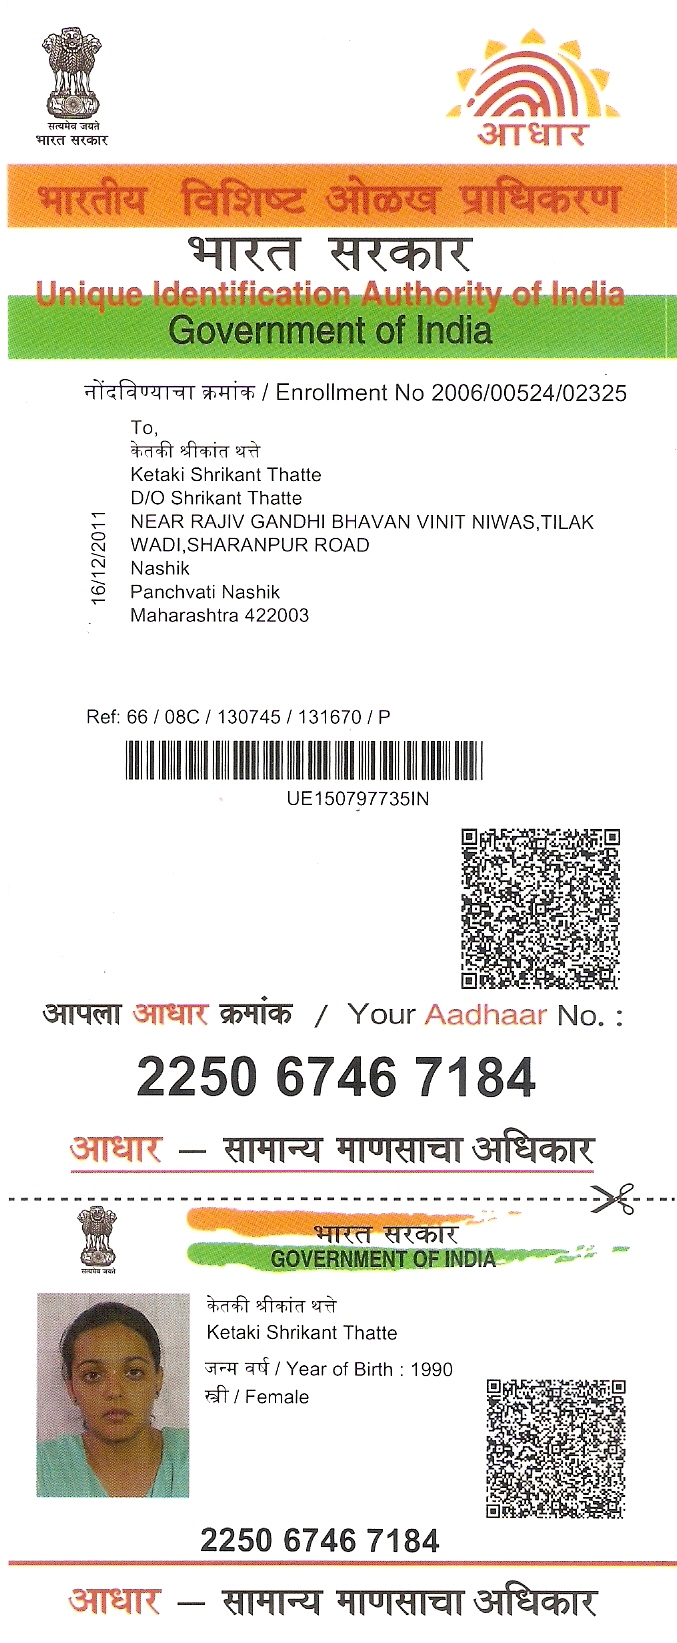 सत्यमेव जयते
भारत सरकार
आधार
भारतीय विशिष्ट ओळख प्राधिकरण
भारत सरकार
Unique Identification Authority of India
Government of India
नोंदविण्याचा क्रमांक / Enrollment No 2006/00524/02325
To,
केतकी श्रीकांत थत्ते
Ketaki Shrikant Thatte
D/O Shrikant Thatte
NEAR RAJIV GANDHI BHAVAN VINIT NIWAS,TILAK
WADI,SHARANPUR ROAD
Nashik
Panchvati Nashik
Maharashtra 422003
16/12/2011
Ref: 66 / 08C / 130745 / 131670 / P
UE150797735IN
आपला आधार क्रमांक / Your Aadhaar No. :
2250 6746 7184
आधार — सामान्य माणसाचा अधिकार
सत्यमेव जयते
भारत सरकार
GOVERNMENT OF INDIA
केतकी श्रीकांत थत्ते
Ketaki Shrikant Thatte
जन्म वर्ष / Year of Birth : 1990
स्त्री / Female
2250 6746 7184
आधार — सामान्य माणसाचा अधिकार